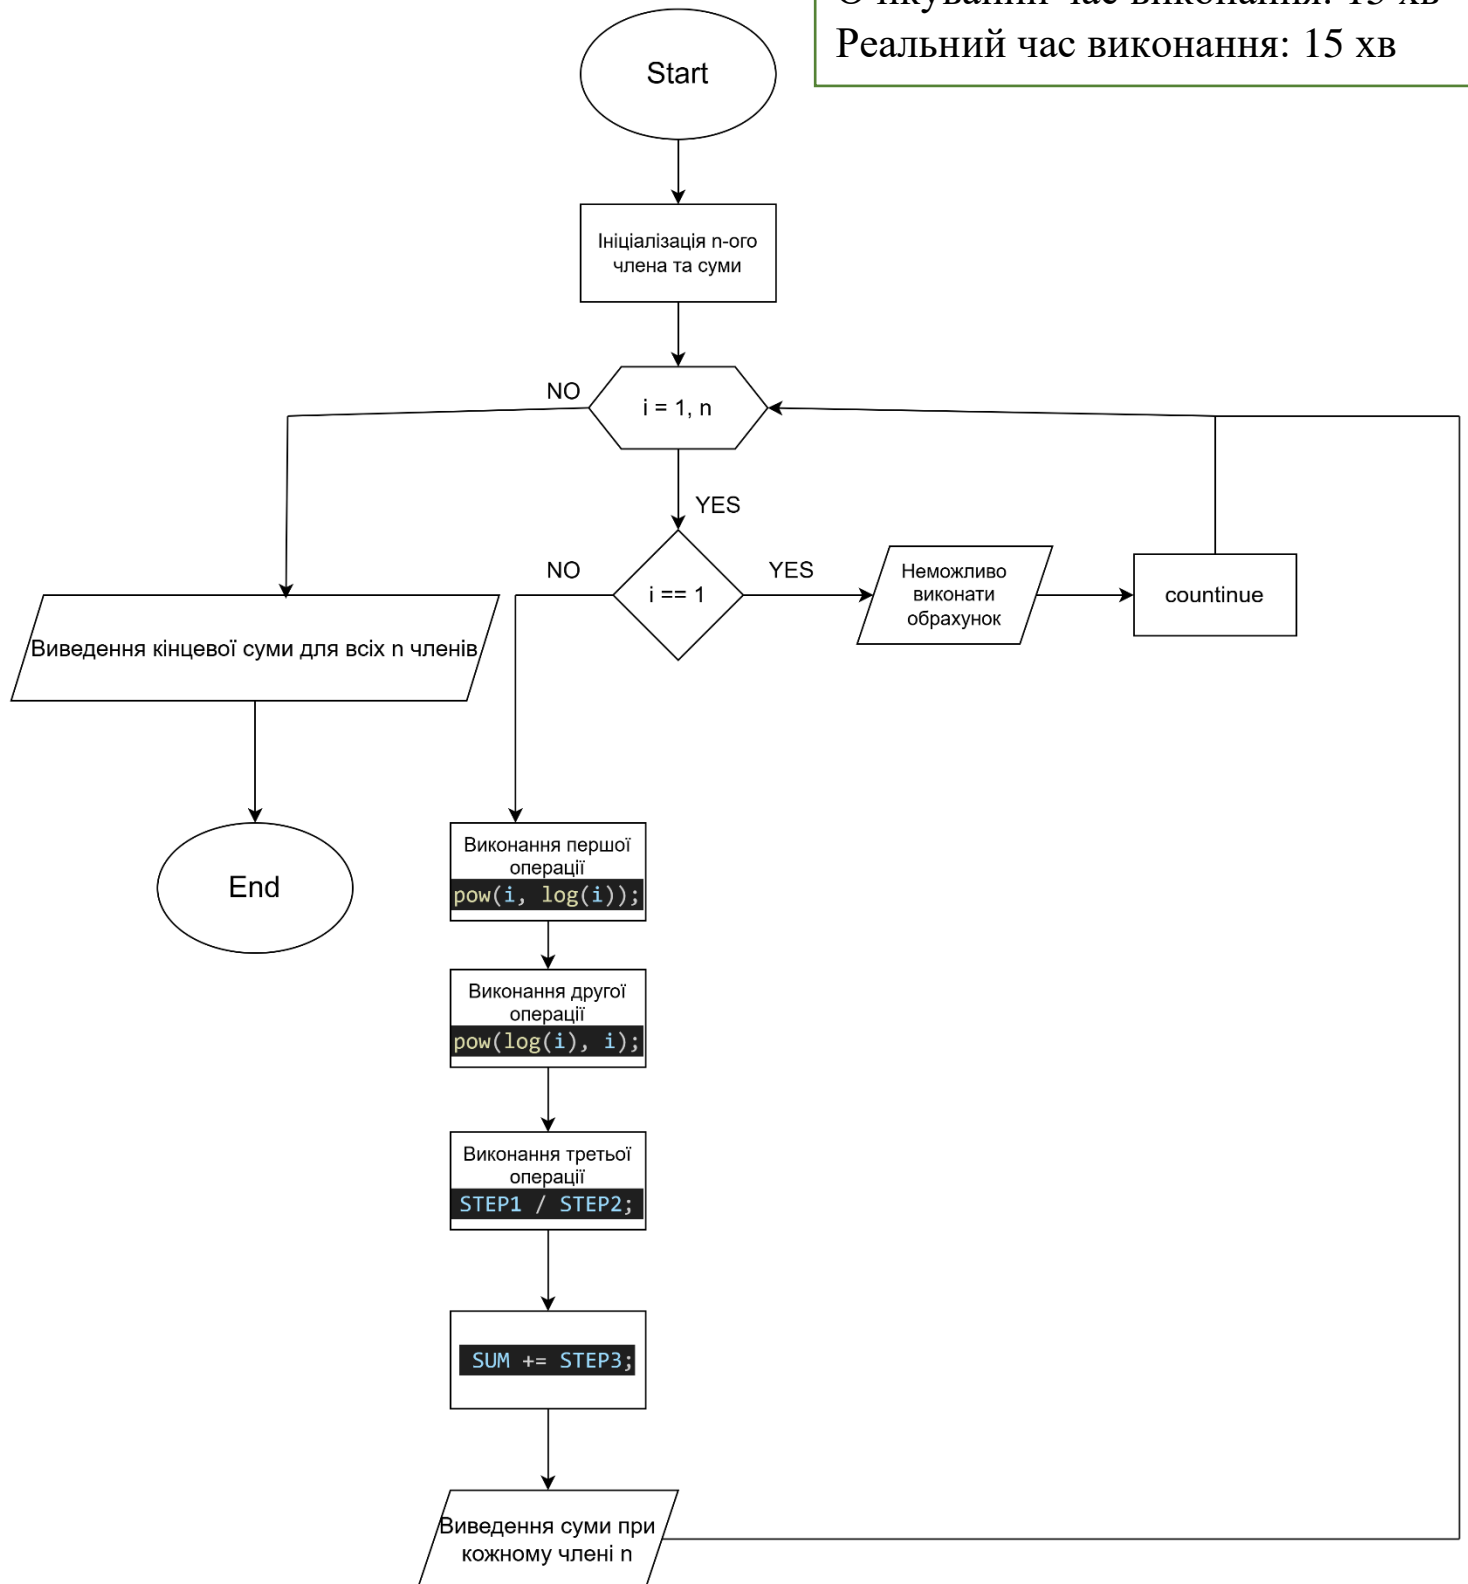 Реальний час виконання: 15 хв
Start
Ініціалізація n-ого
члена та суми
NO
i = 1, n
YES
NO
i == 1
YES
Неможливо
виконати
обрахунок
countinue
Виведення кінцевої суми для всіх n членів
End
Виконання першої
операції
pow(i, log(i));
Виконання другої
операції
pow(log(i), i);
Виконання третьої
операції
STEP1 / STEP2;
SUM += STEP3;
Виведення суми при
кожному члені n